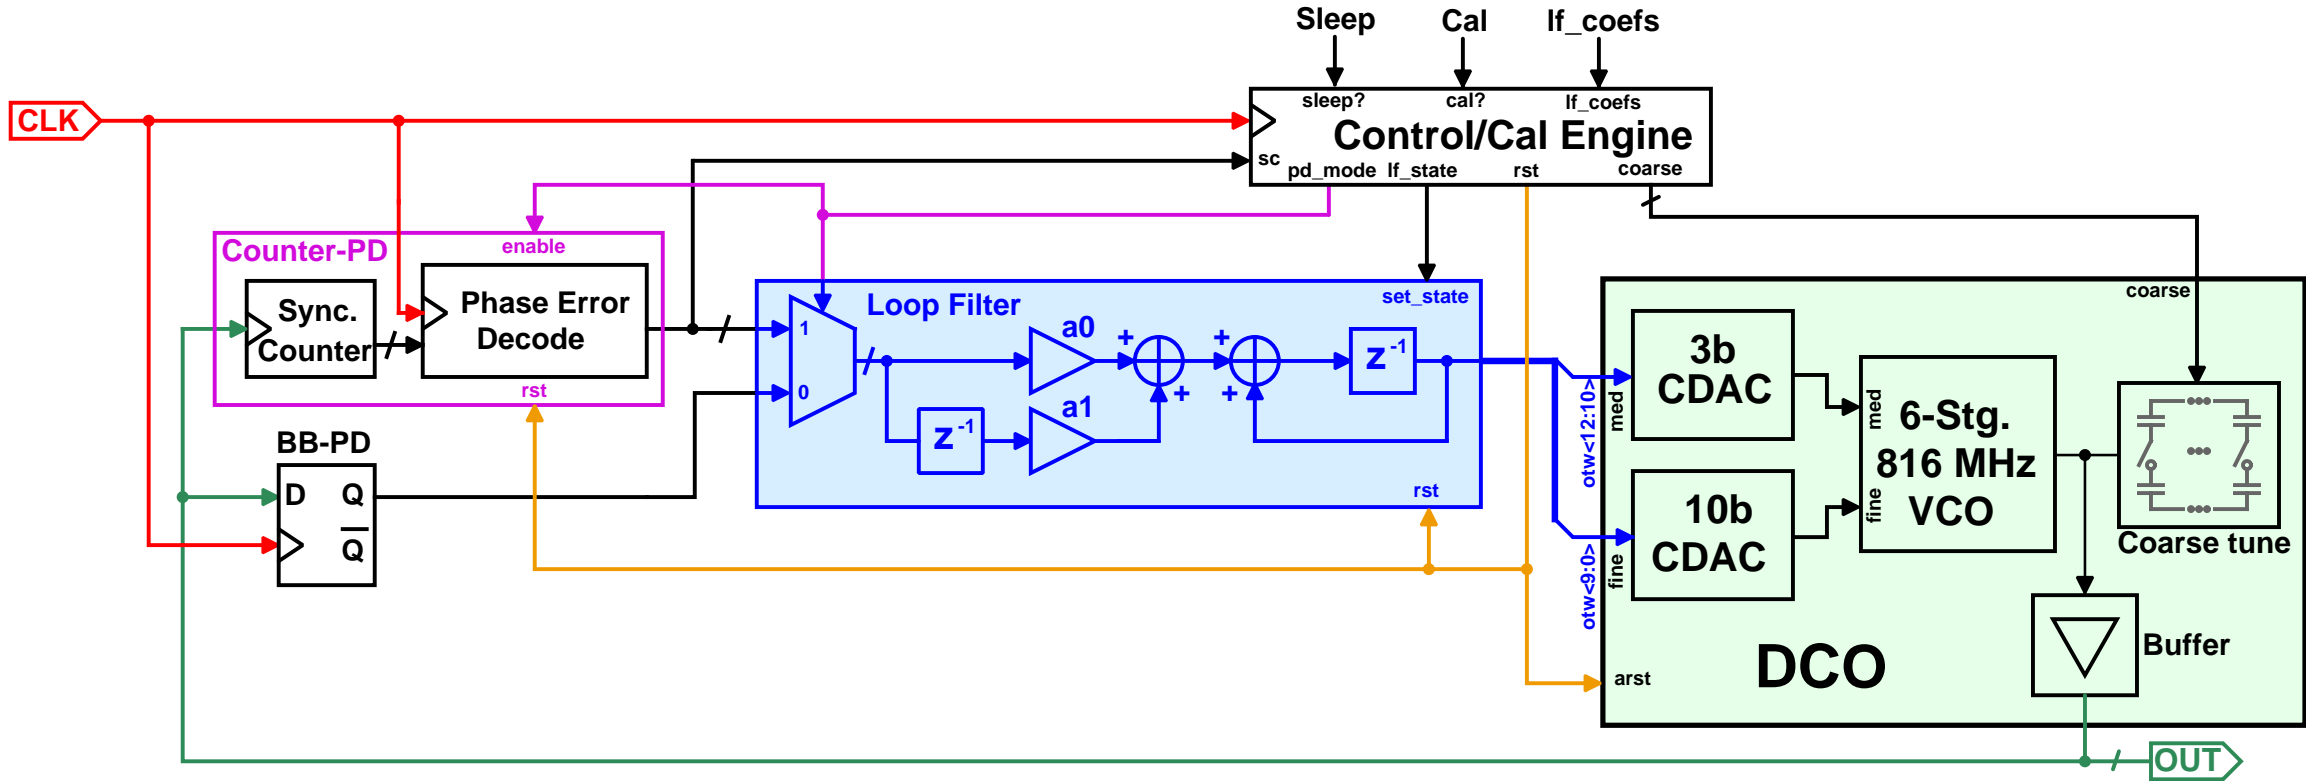 Sleep Cal lf_coefs
CLK
sleep? cal? lf_coefs
Control/Cal Engine
sc
pd_mode lf_state rst coarse
Counter-PD
enable
Sync.
Counter
Phase Error
Decode
rst
BB-PD
D Q
Q
Loop Filter
set_state
1
0
a0
+
+
+
+
z-1
a1
z-1
rst
coarse
otw<12:10>
med
3b
CDAC
otw<9:0>
fine
10b
CDAC
med
fine
6-Stg.
816 MHz
VCO
Coarse tune
Buffer
DCO
arst
OUT